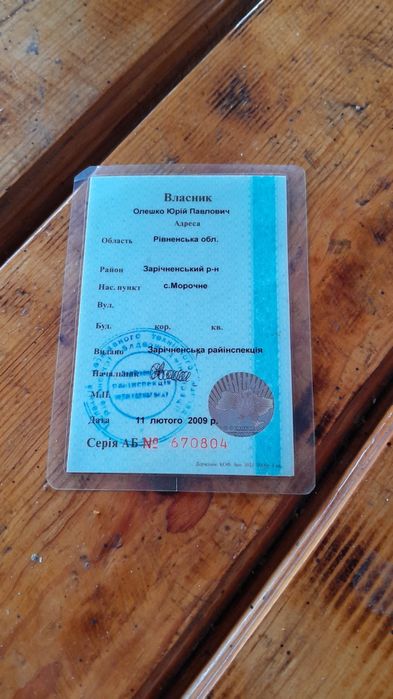 Власник
Олешко Юрій Павлович
Адреса
Область Рівненська обл.
Район Зарічненський р-н
Нас. пункт с.Морочне
Вул.
Буд. кор. кв.
Видано Зарічненська райінспекція
Начальник
М.П.
Дата 11 лютого 2009 р.
Серія АБ № 670804